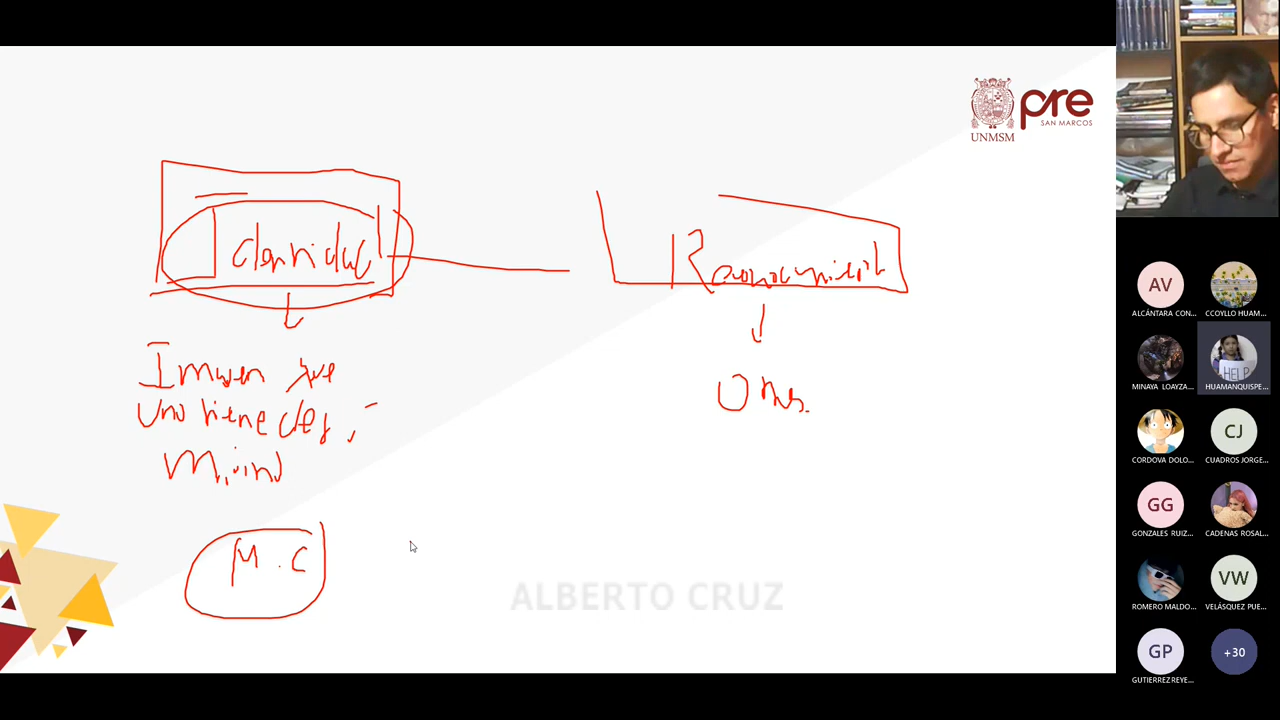 UNMSM
pre
SAN MARCOS
Identidad
Reconocimiento
Imagen que
uno tiene de sí
mismo
Otros.
M.C
ALBERTO CRUZ
AV
ALCÁNTARA CON...
CCOYLLO HUAM...
MINAYA LOAYZA...
HELP
HUAMANQUISPE...
CORDOVA DOLO...
CJ
CUADROS JORGE...
GG
GONZALES RUIZ...
CADENAS ROSAL...
ROMERO MALDO...
VW
VELÁSQUEZ PUE...
GP
GUTIERREZ REYE...
+30